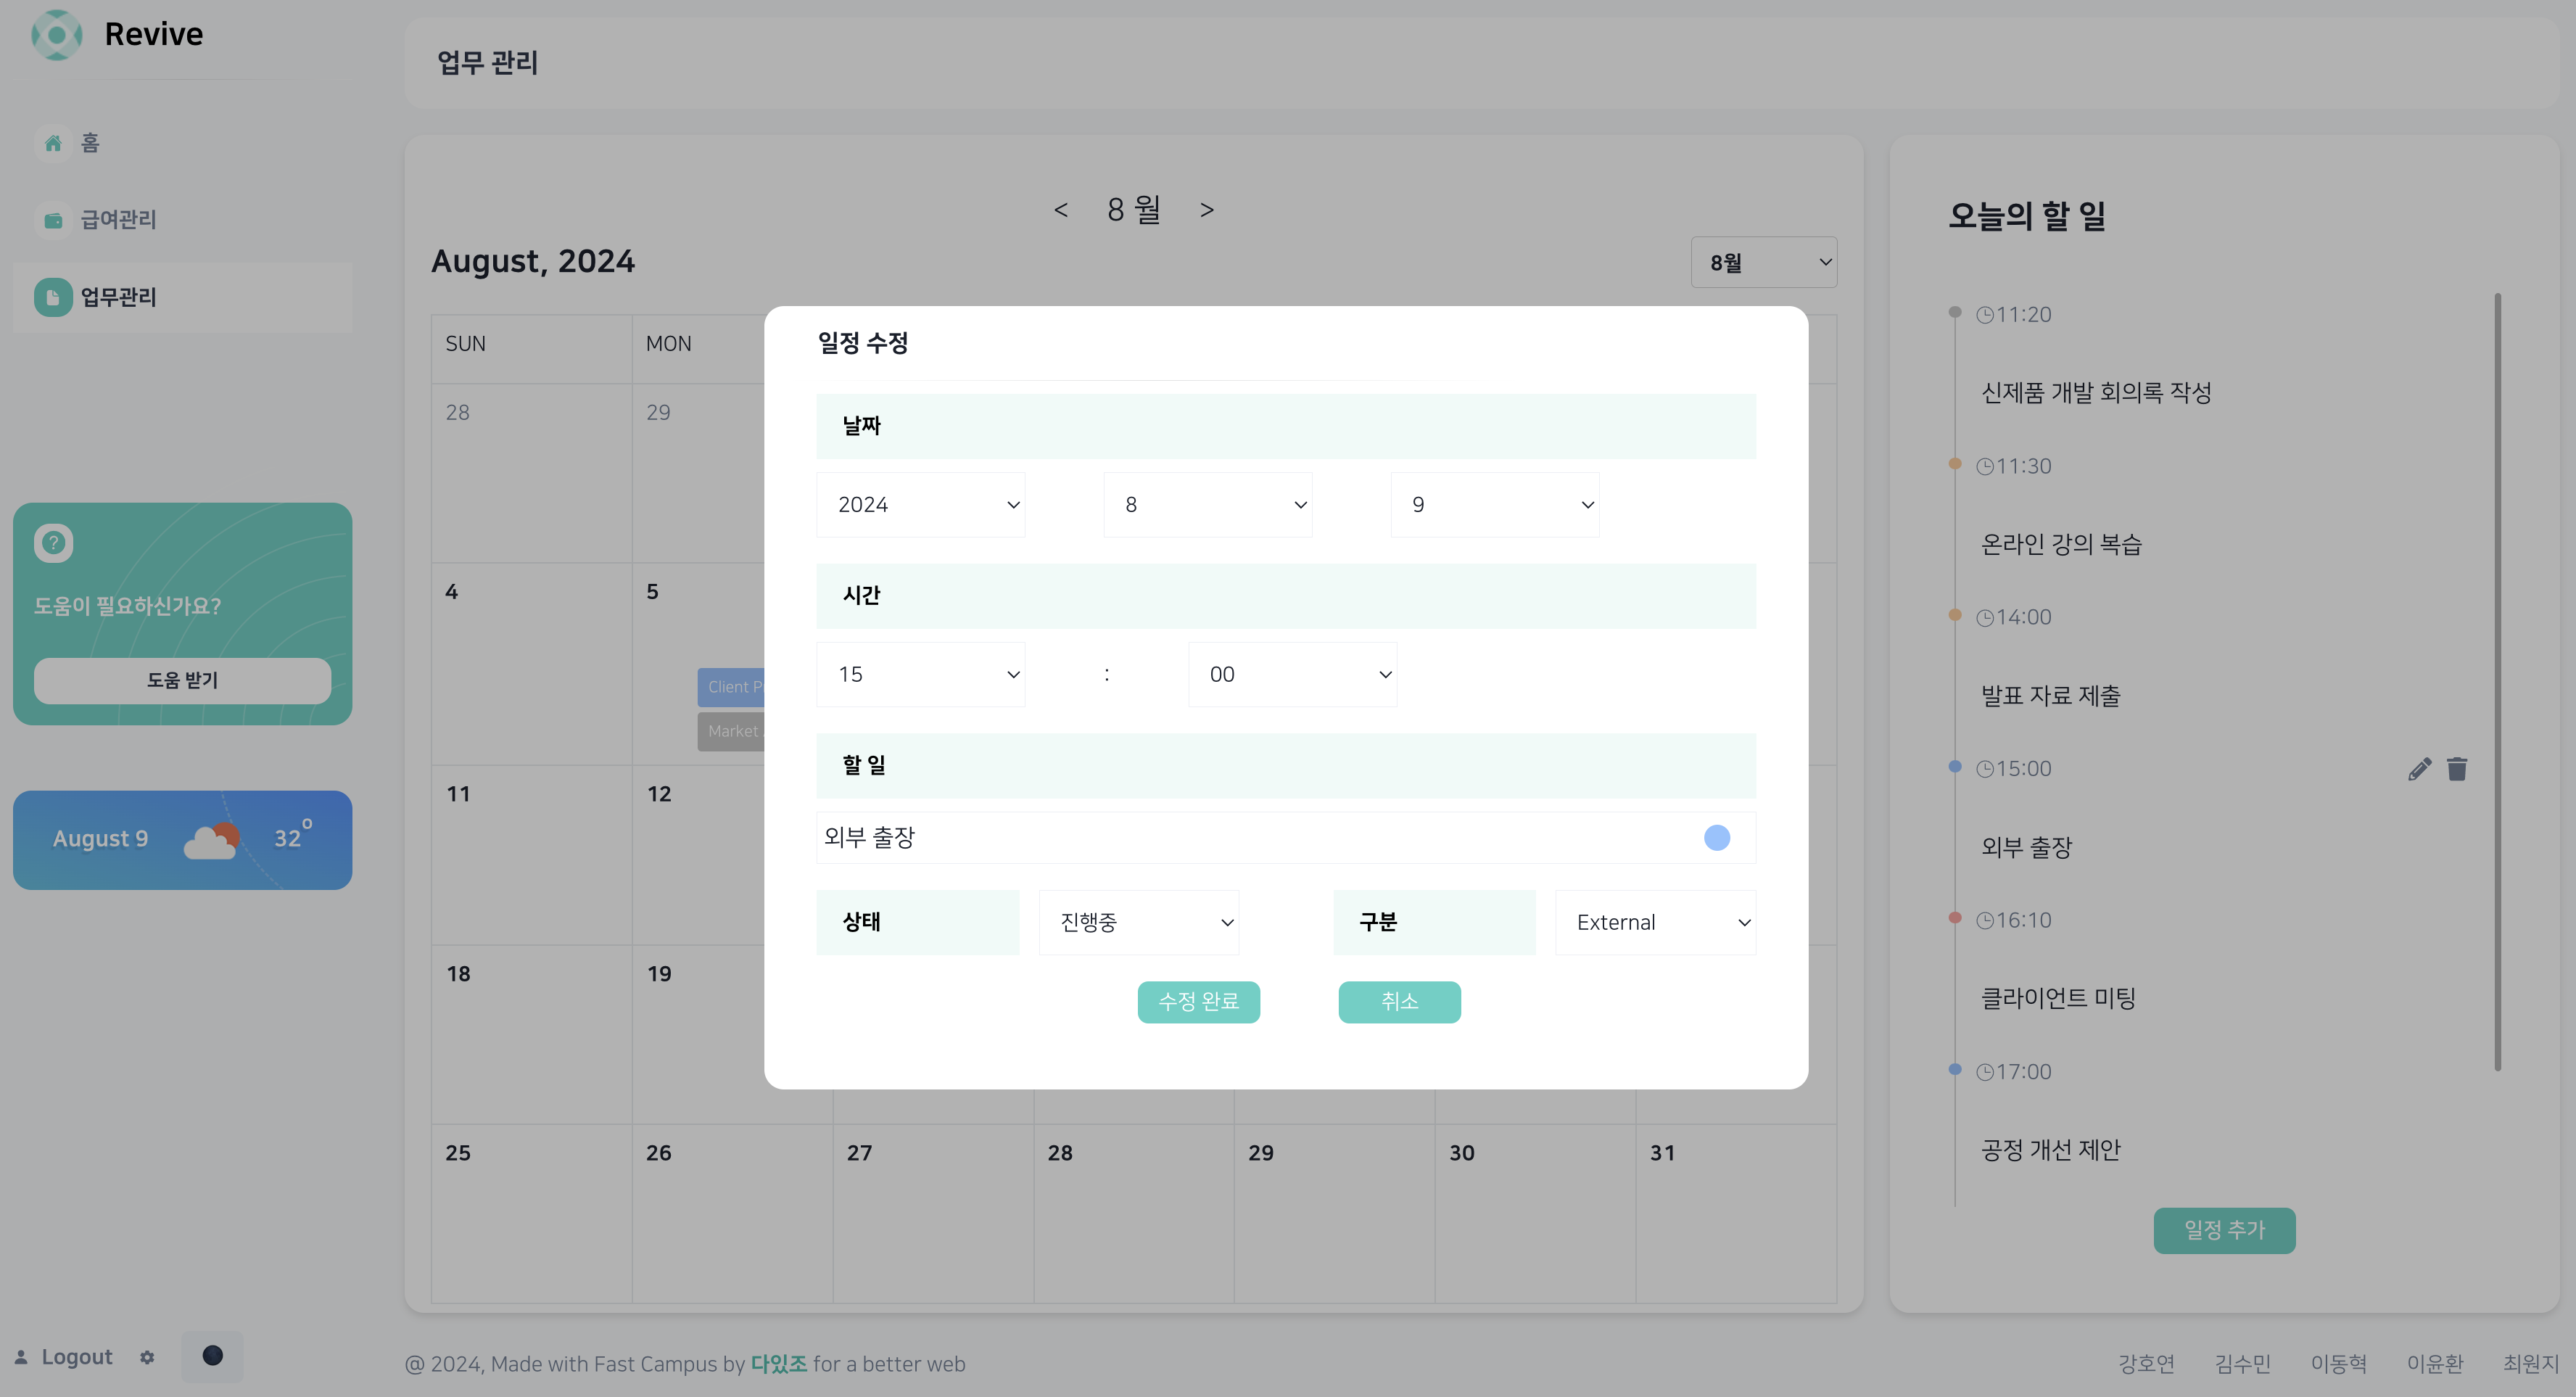 Revive
홈
급여관리
업무관리
?
도움이 필요하신가요?
도움 받기
August 9
32°
Logout
업무 관리
< 8 월 >
August, 2024
8월
SUN
MON
28
29
4
5
Client
Market
11
12
18
19
25
26
27
28
29
30
31
일정 수정
날짜
2024
8
9
시간
15
:
00
할 일
외부 출장
상태
진행중
구분
External
수정 완료
취소
오늘의 할 일
11:20
신제품 개발 회의록 작성
11:30
온라인 강의 복습
14:00
발표 자료 제출
15:00
외부 출장
16:10
클라이언트 미팅
17:00
공정 개선 제안
일정 추가
@ 2024, Made with Fast Campus by 다있조 for a better web
강호연 김수민 이동혁 이윤환 최원지